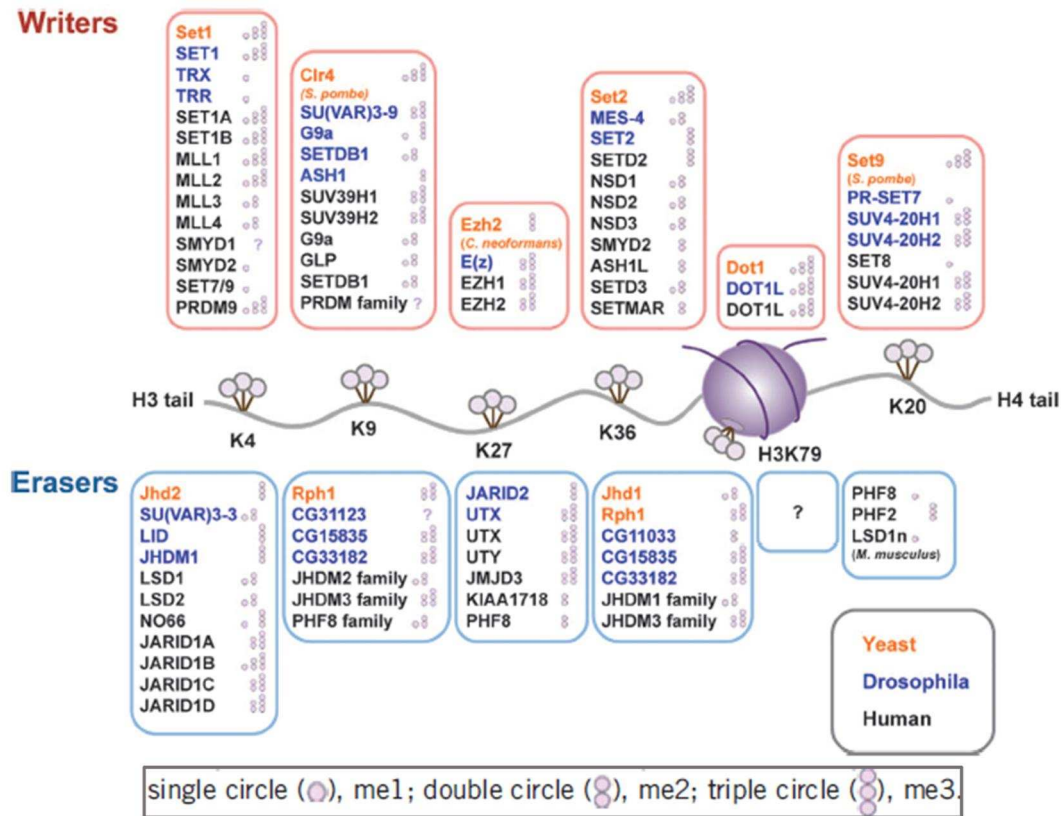 Writers
Set1
SET1
TRX
TRR
SET1A
SET1B
MLL1
MLL2
MLL3
MLL4
SMYD1 ?
SMYD2
SET7/9
PRDM9
Clr4
(S. pombe)
SU(VAR)3-9
G9a
SETDB1
ASH1
SUV39H1
SUV39H2
G9a
GLP
SETDB1
PRDM family ?
Ezh2
(C. neoformans)
E(z)
EZH1
EZH2
Set2
MES-4
SET2
SETD2
NSD1
NSD2
NSD3
SMYD2
ASH1L
SETD3
SETMAR
Dot1
DOT1L
DOT1L
Set9
(S. pombe)
PR-SET7
SUV4-20H1
SUV4-20H2
SET8
SUV4-20H1
SUV4-20H2
H3 tail
K4
K9
K27
K36
H3K79
K20
H4 tail
Erasers
Jhd2
SU(VAR)3-3
LID
JHDM1
LSD1
LSD2
NO66
JARID1A
JARID1B
JARID1C
JARID1D
Rph1
CG31123 ?
CG15835
CG33182
JHDM2 family
JHDM3 family
PHF8 family
JARID2
UTX
UTX
UTY
JMJD3
KIAA1718
PHF8
Jhd1
Rph1
CG11033
CG15835
CG33182
JHDM1 family
JHDM3 family
?
PHF8
PHF2
LSD1n
(M. musculus)
Yeast
Drosophila
Human
single circle ( ), me1; double circle ( ), me2; triple circle ( ), me3.